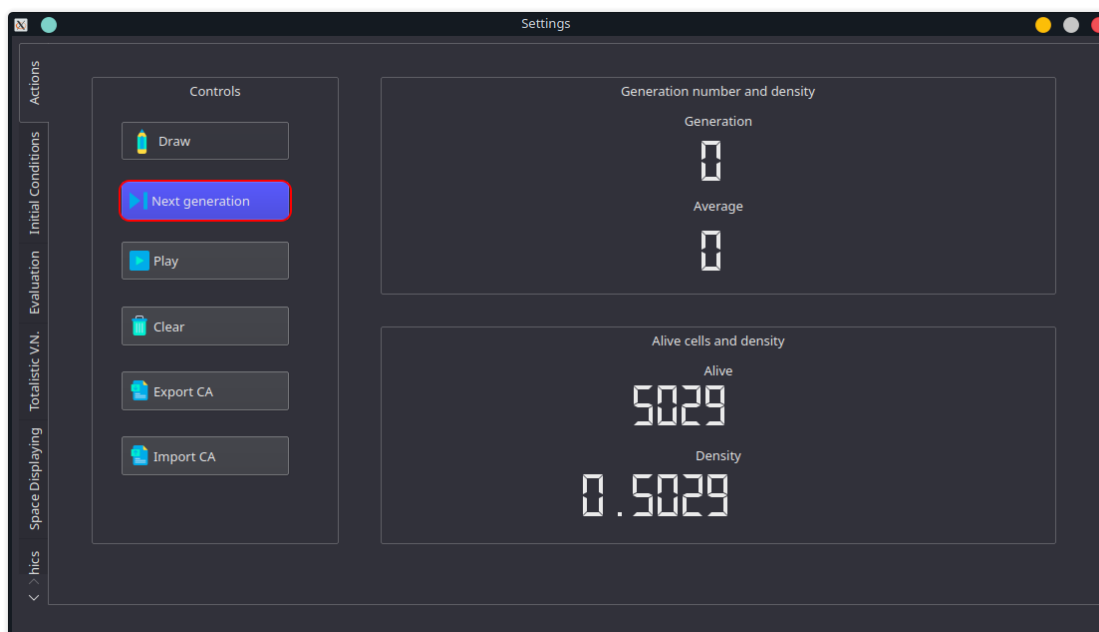 Settings
Actions
Initial Conditions
Evaluation
Totalistic V.N.
Space Displaying
hics
Controls
Draw
Next generation
Play
Clear
Export CA
Import CA
Generation number and density
Generation
0
Average
0
Alive cells and density
Alive
5029
Density
0.5029